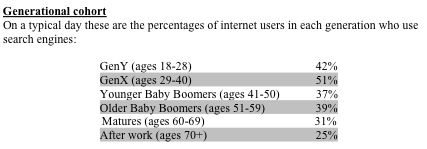 Generational cohort
On a typical day these are the percentages of internet users in each generation who use
search engines:
GenY (ages 18-28) 42%
GenX (ages 29-40) 51%
Younger Baby Boomers (ages 41-50) 37%
Older Baby Boomers (ages 51-59) 39%
Matures (ages 60-69) 31%
After work (ages 70+) 25%